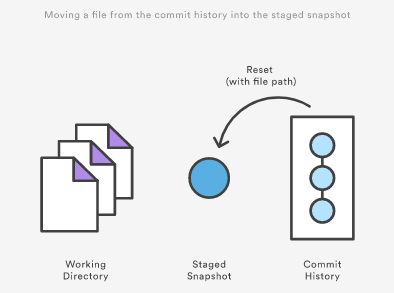 Moving a file from the commit history into the staged snapshot
Reset
(with file path)
Working
Directory
Staged
Snapshot
Commit
History